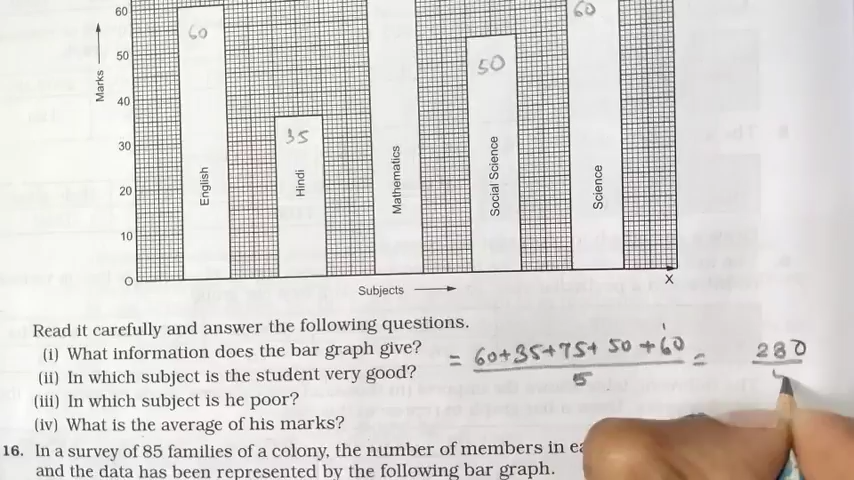 60
60
60
50
Marks
50
40
35
30
20
10
English
Hindi
Mathematics
Social Science
Science
O
X
Subjects
Read it carefully and answer the following questions.
(i) What information does the bar graph give?
(ii) In which subject is the student very good?
(iii) In which subject is he poor?
(iv) What is the average of his marks?
= 60+35+75+ 50 +60 = 280
5
16. In a survey of 85 families of a colony, the number of members in
and the data has been represented by the following bar graph.